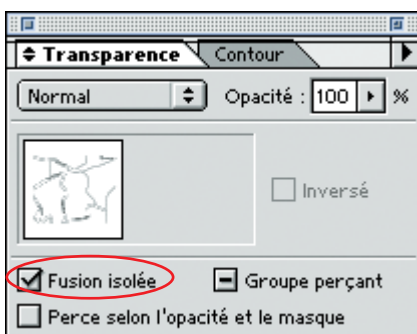 Transparence Contour
Normal Opacité : 100 %
Inversé
Fusion isolée Groupe perçant
Perce selon l'opacité et le masque